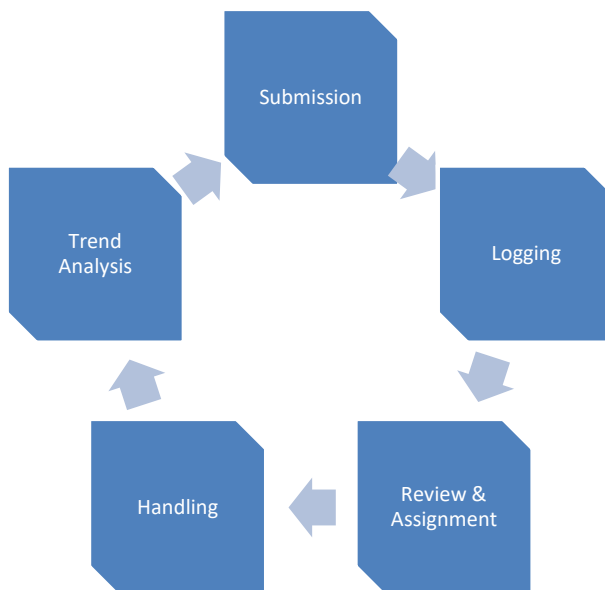 Submission
Logging
Review &
Assignment
Handling
Trend
Analysis